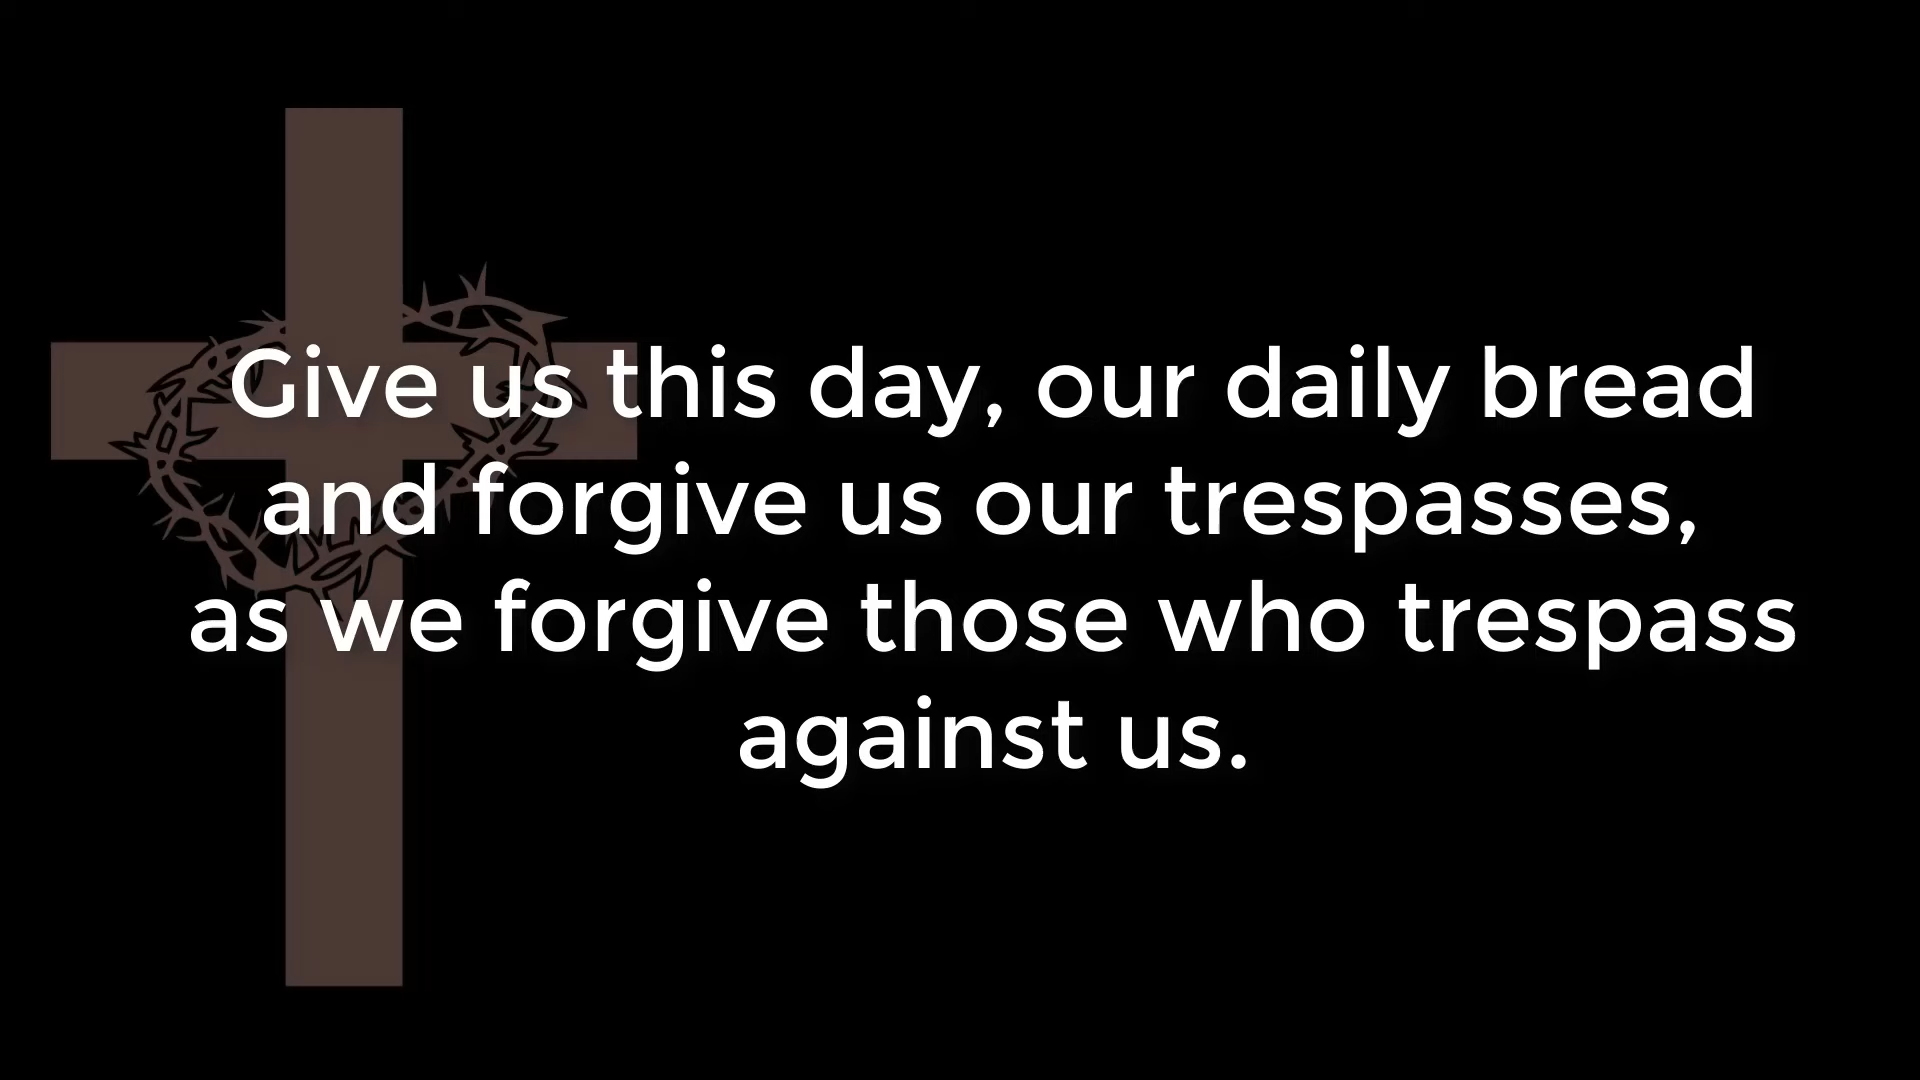 Give us this day, our daily bread
and forgive us our trespasses,
as we forgive those who trespass
against us.